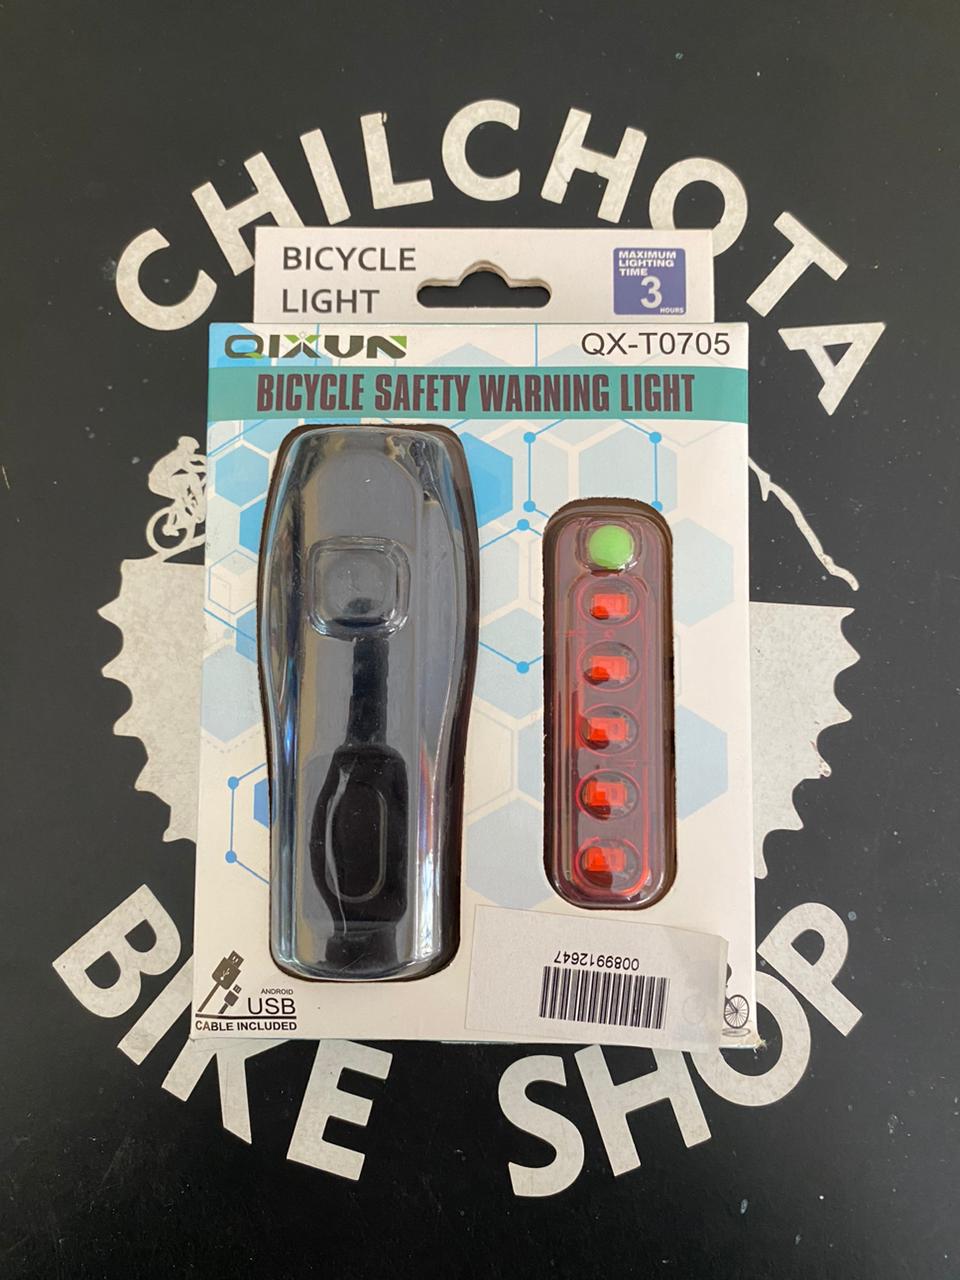 CHILCHOTA
BICYCLE
LIGHT
MAXIMUM
LIGHTING
TIME
3
HOURS
QIXUN
QX-T0705
BICYCLE SAFETY WARNING LIGHT
0089912647
ANDROID
USB
CABLE INCLUDED
BIKE SHOP